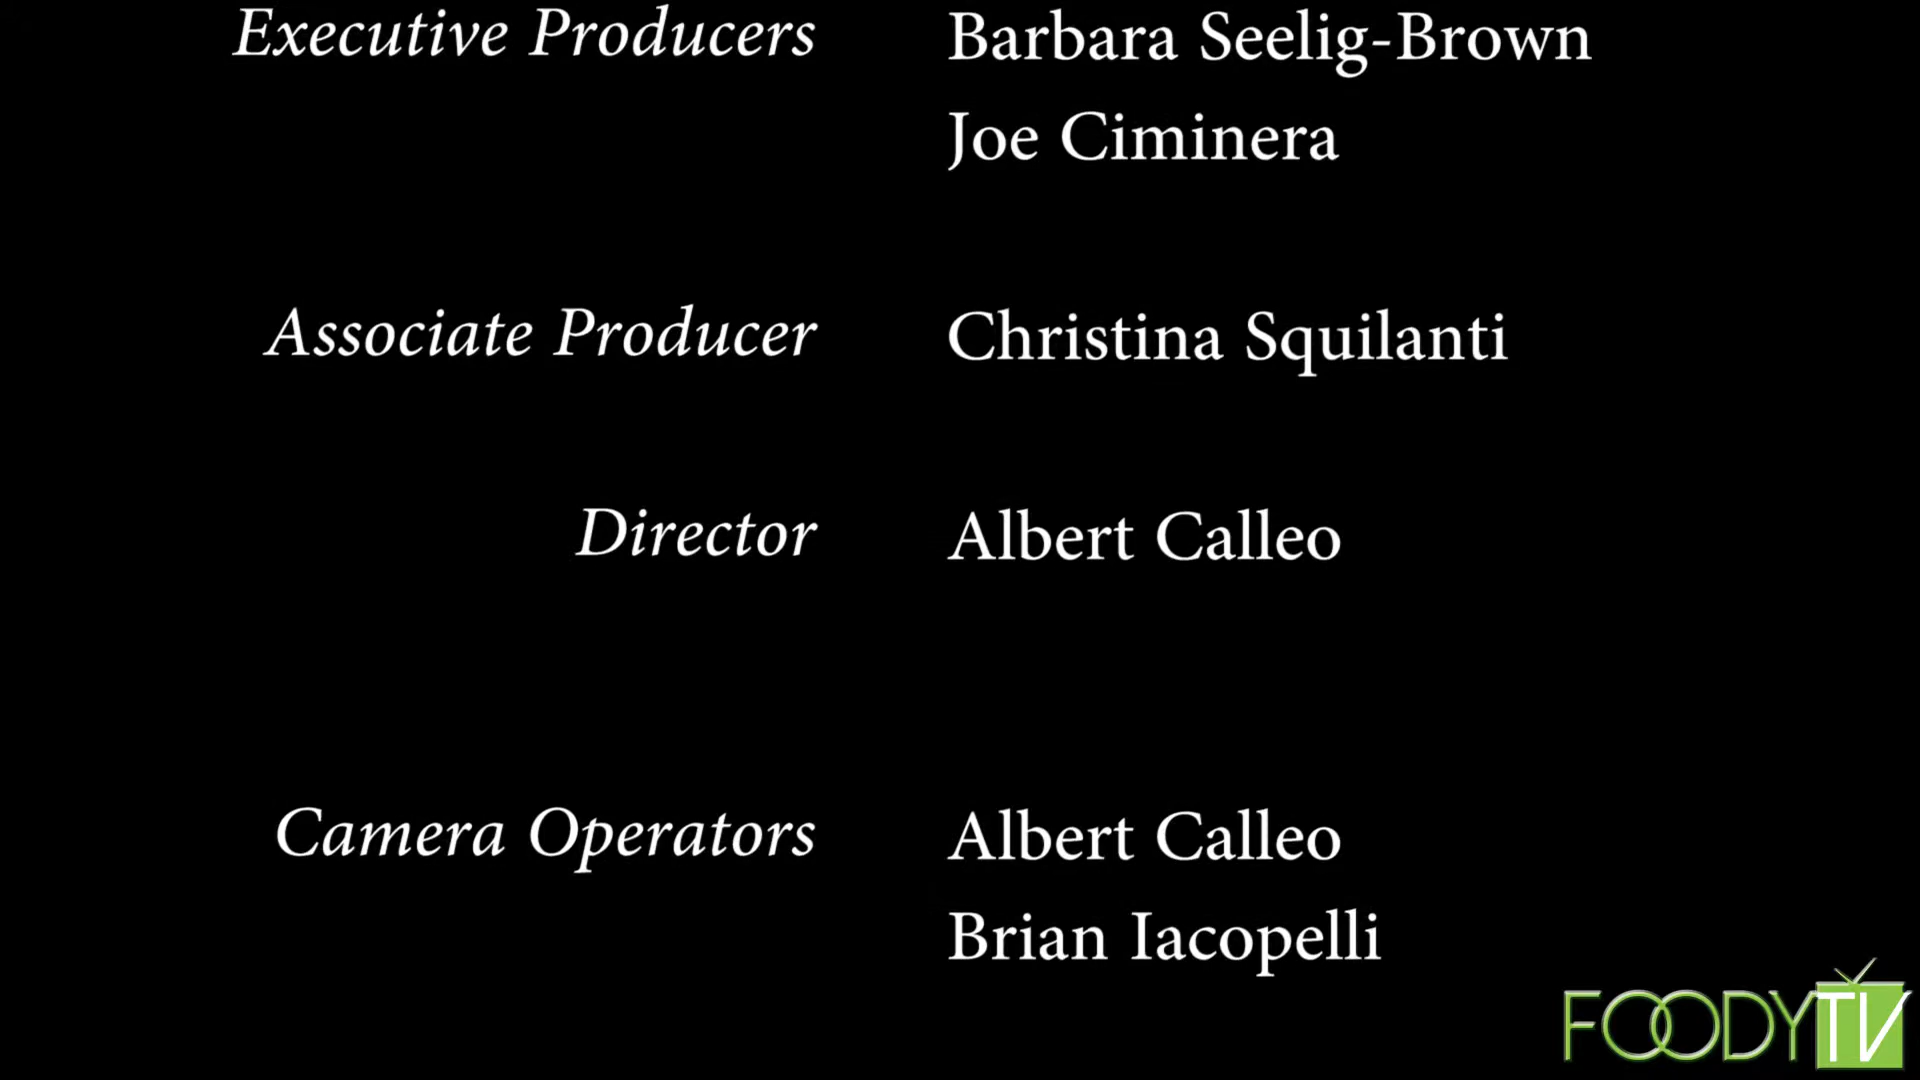 Executive Producers Barbara Seelig-Brown
Joe Ciminera
Associate Producer Christina Squilanti
Director Albert Calleo
Camera Operators Albert Calleo
Brian Iacopelli
FOODYTV